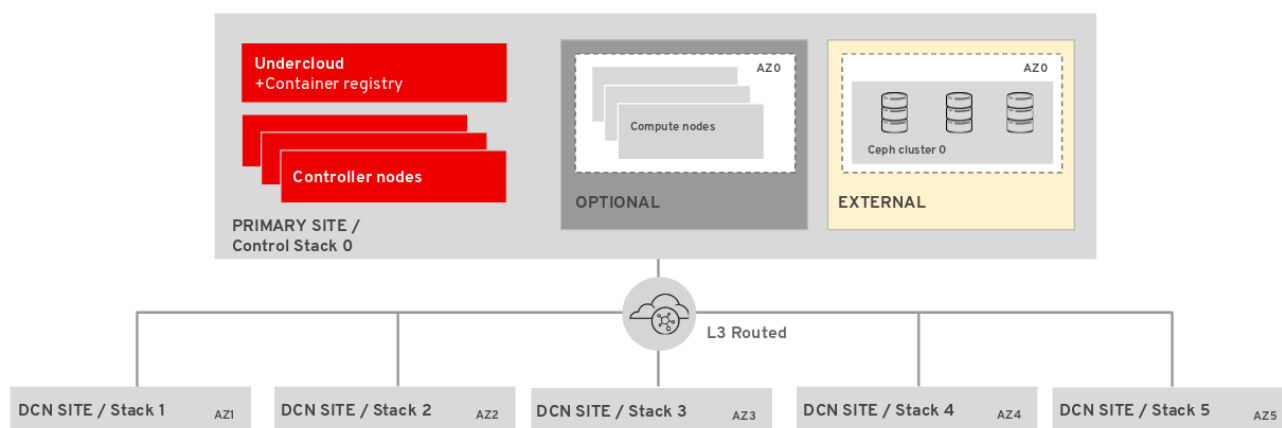 Undercloud
+Container registry
Controller nodes
PRIMARY SITE /
Control Stack 0
AZ0
Compute nodes
OPTIONAL
AZ0
Ceph cluster 0
EXTERNAL
L3 Routed
DCN SITE / Stack 1
AZ1
DCN SITE / Stack 2
AZ2
DCN SITE / Stack 3
AZ3
DCN SITE / Stack 4
AZ4
DCN SITE / Stack 5
AZ5